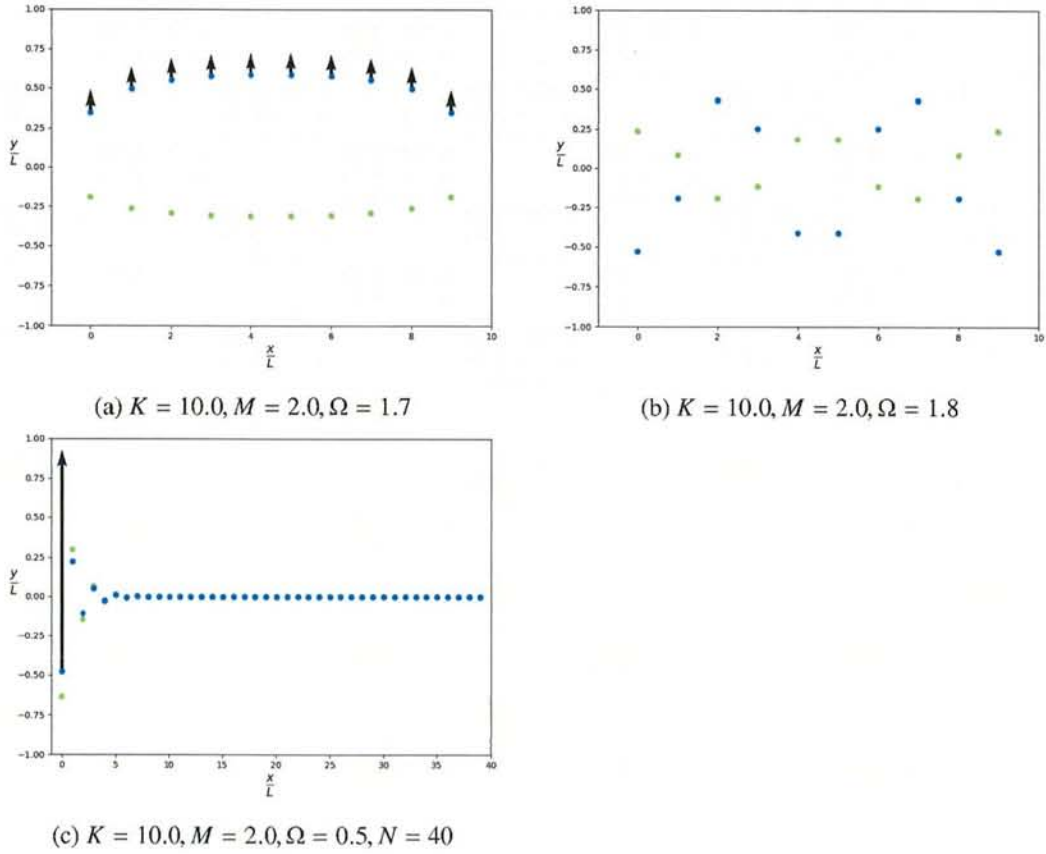 1.00
0.75
0.50
0.25
0.00
−0.25
−0.50
−0.75
−1.00
y
L
0 2 4 6 8 10
x
L
(a) K = 10.0, M = 2.0, Ω = 1.7
1.00
0.75
0.50
0.25
0.00
−0.25
−0.50
−0.75
−1.00
y
L
0 2 4 6 8 10
x
L
(b) K = 10.0, M = 2.0, Ω = 1.8
1.00
0.75
0.50
0.25
0.00
−0.25
−0.50
−0.75
−1.00
y
L
0 5 10 15 20 25 30 35 40
x
L
(c) K = 10.0, M = 2.0, Ω = 0.5, N = 40